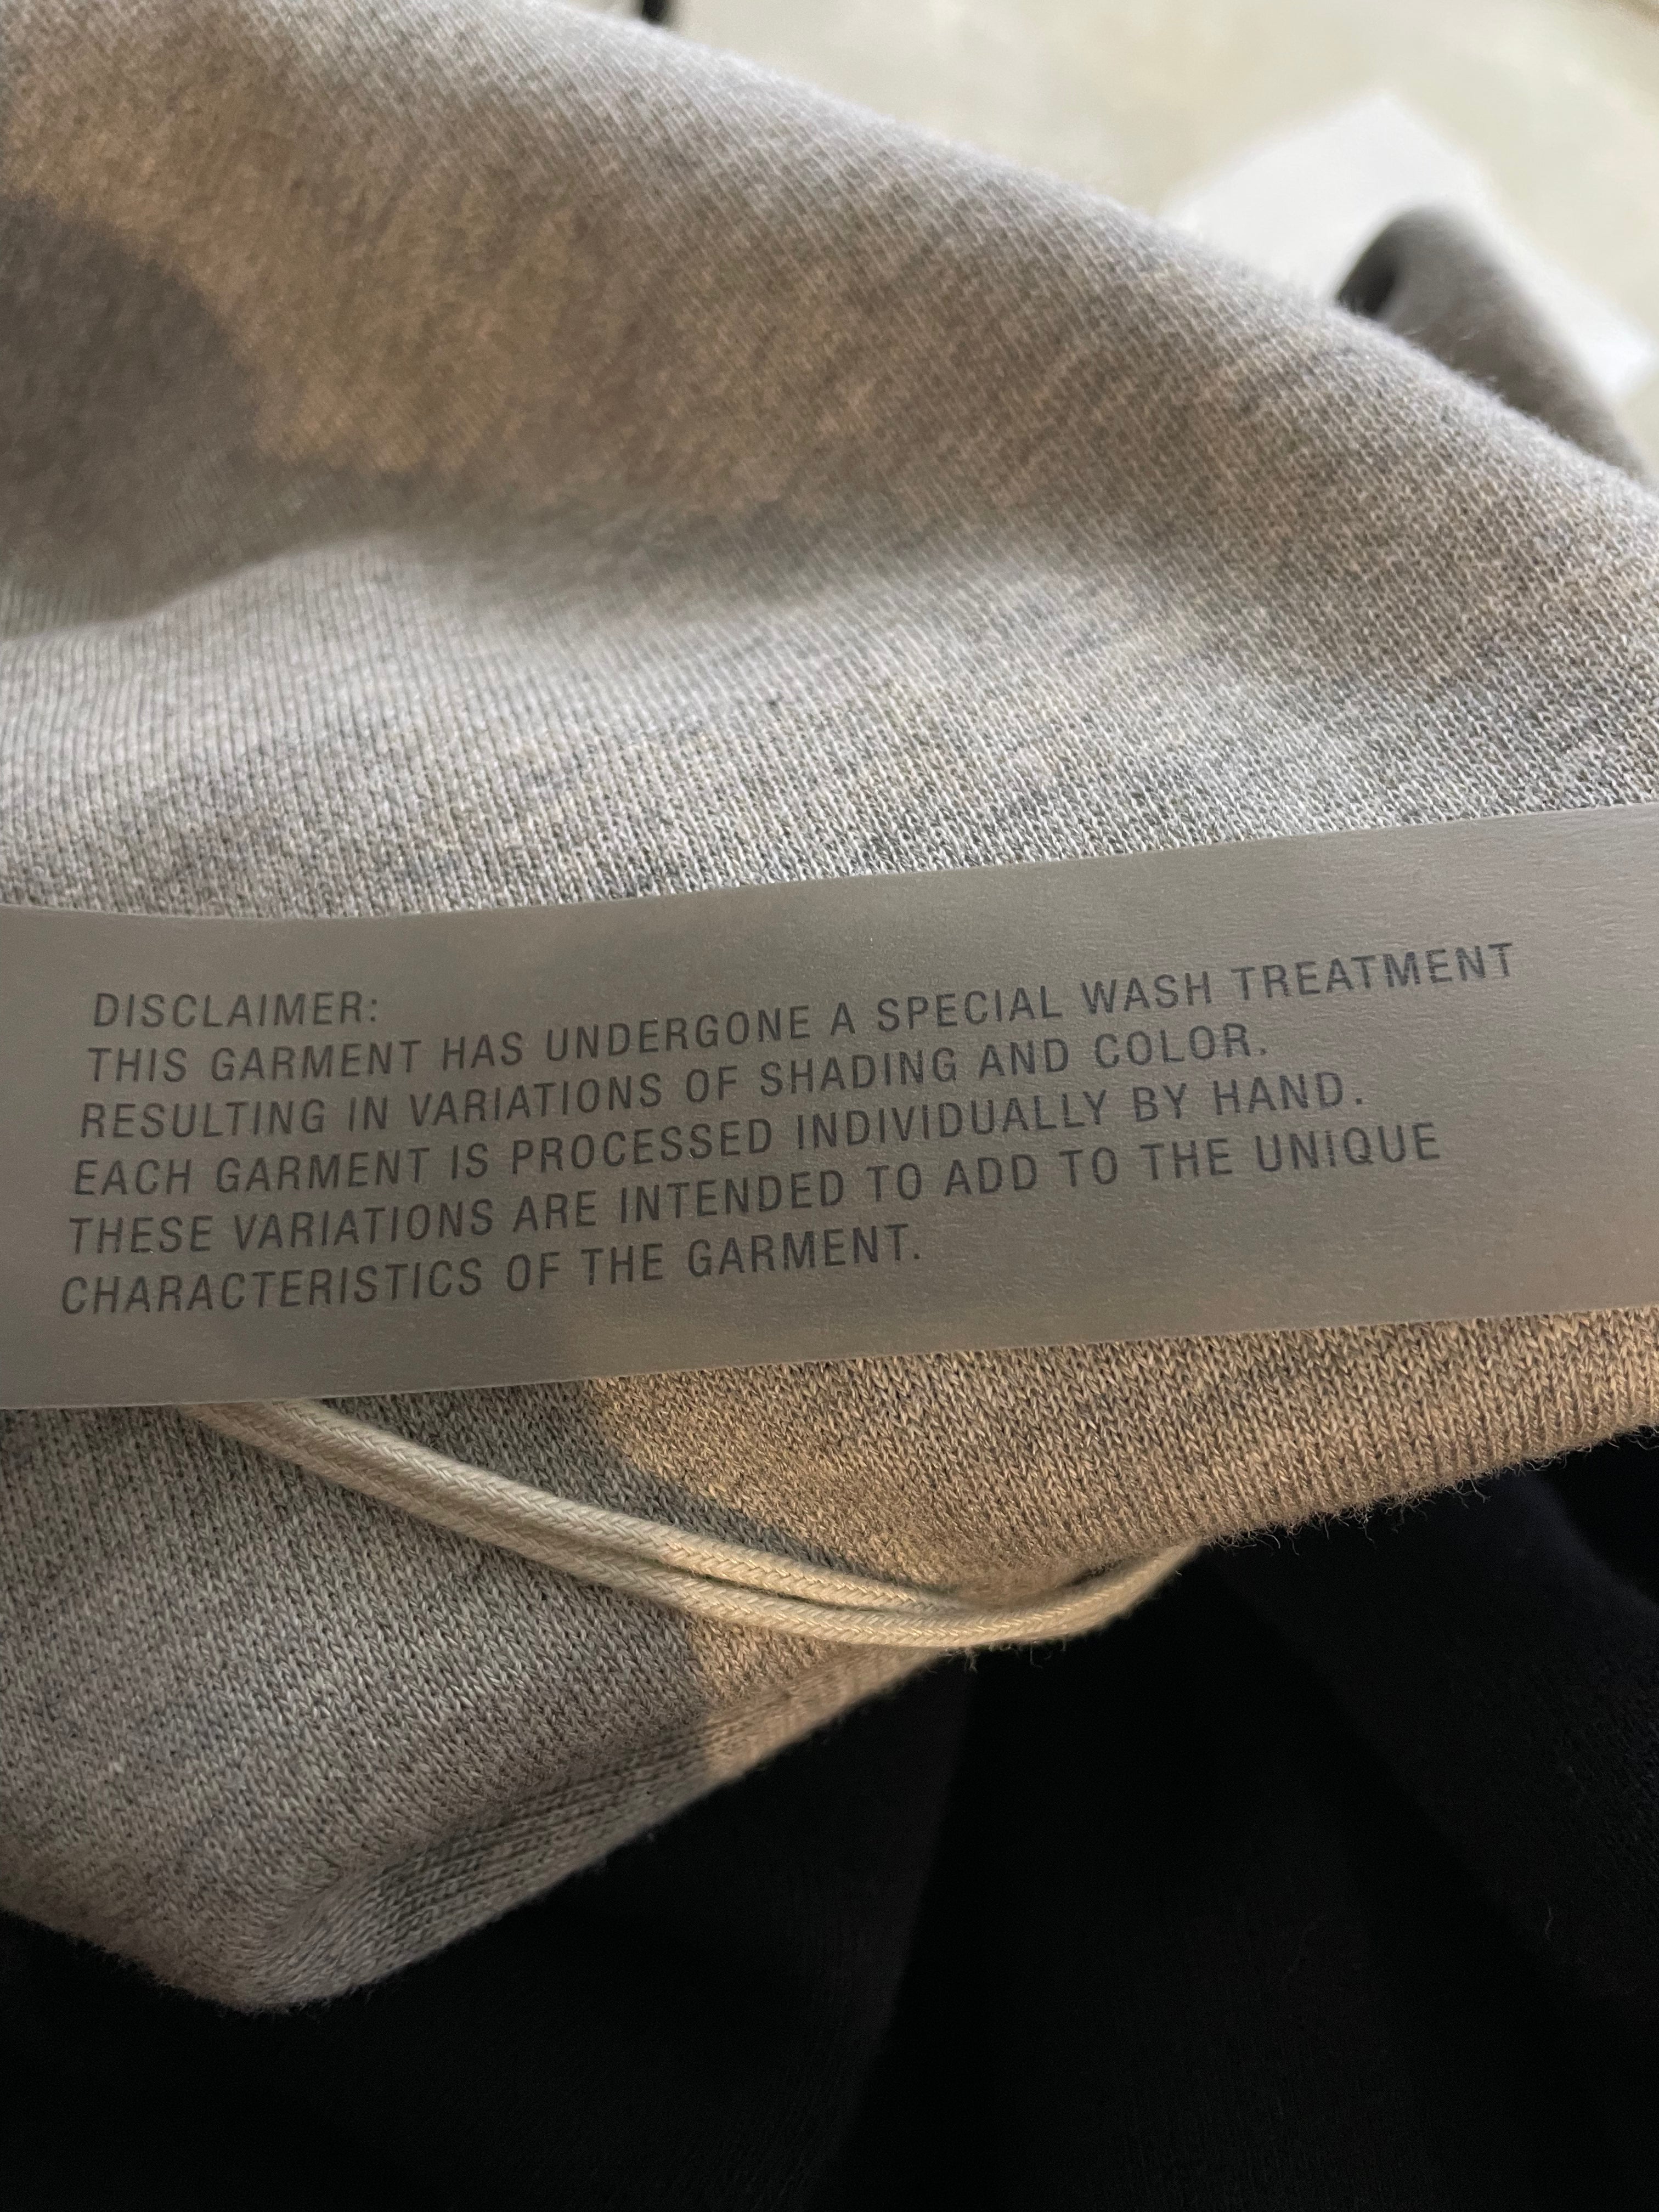 DISCLAIMER:
THIS GARMENT HAS UNDERGONE A SPECIAL WASH TREATMENT
RESULTING IN VARIATIONS OF SHADING AND COLOR.
EACH GARMENT IS PROCESSED INDIVIDUALLY BY HAND.
THESE VARIATIONS ARE INTENDED TO ADD TO THE UNIQUE
CHARACTERISTICS OF THE GARMENT.